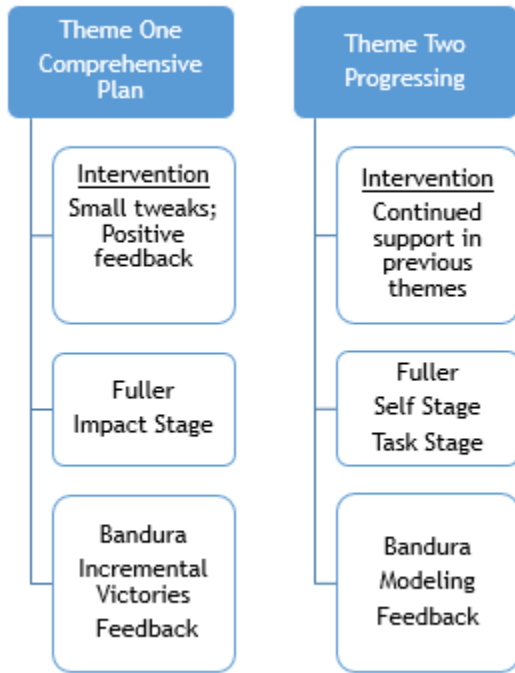 Theme One
Comprehensive
Plan
Intervention
Small tweaks;
Positive
feedback
Fuller
Impact Stage
Bandura
Incremental
Victories
Feedback
Theme Two
Progressing
Intervention
Continued
support in
previous
themes
Fuller
Self Stage
Task Stage
Bandura
Modeling
Feedback